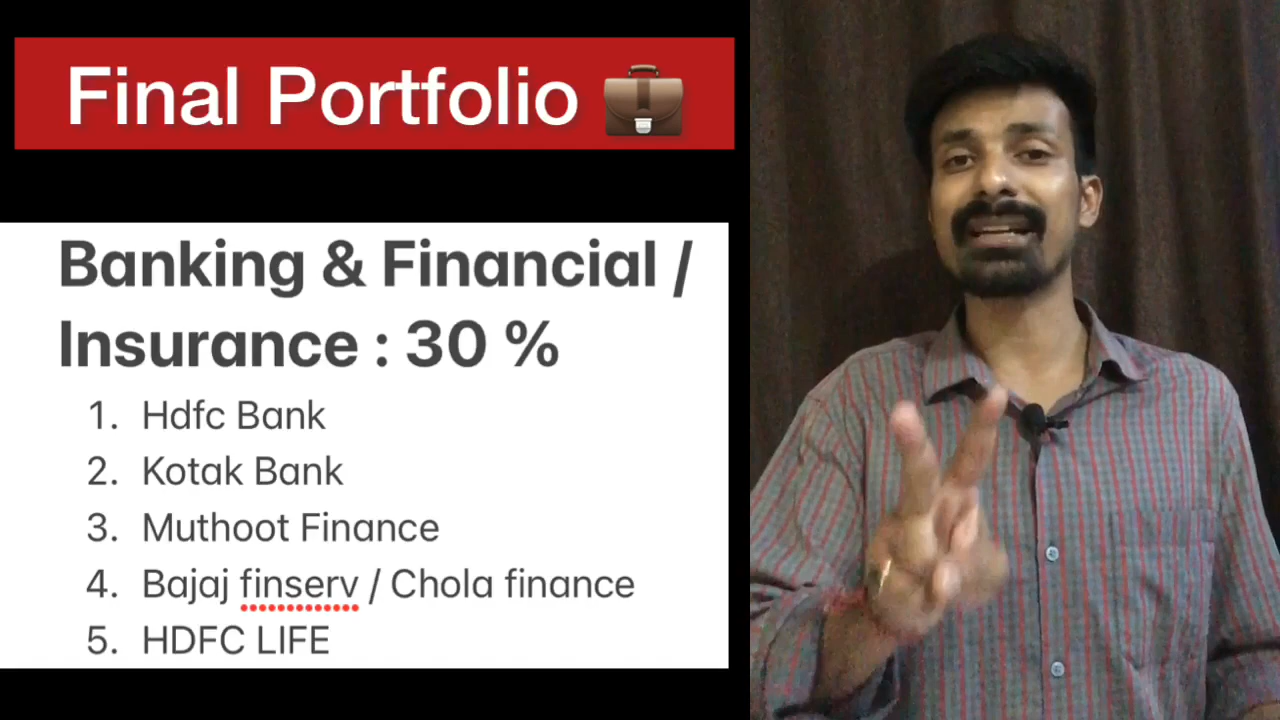 Final Portfolio 💼
Banking & Financial /
Insurance : 30 %
1. Hdfc Bank
2. Kotak Bank
3. Muthoot Finance
4. Bajaj finserv / Chola finance
5. HDFC LIFE